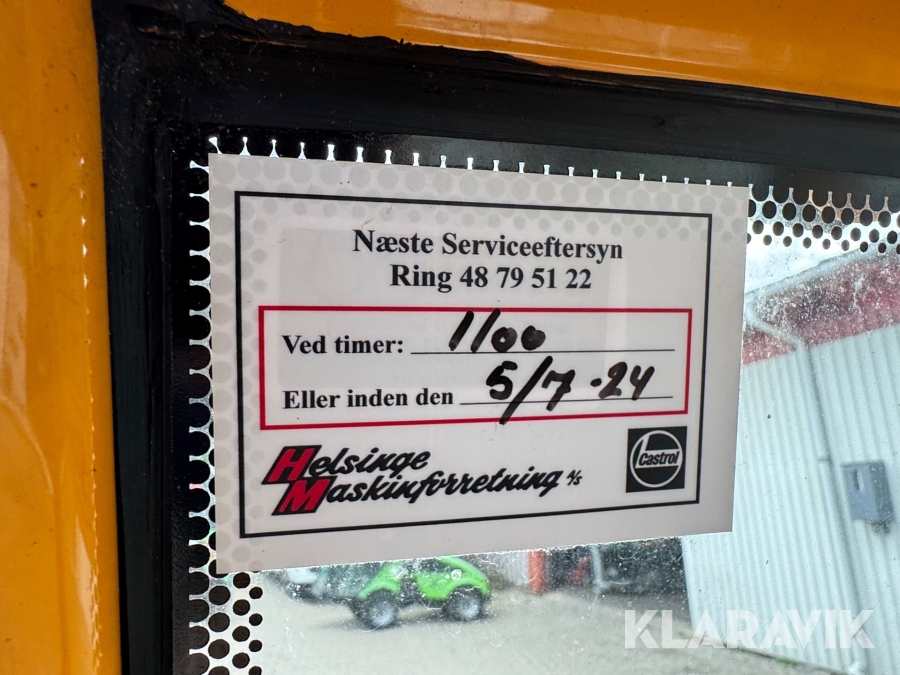 Næste Serviceeftersyn
Ring 48 79 51 22
Ved timer: 1100
Eller inden den 5/7-24
Helsinge
Maskinforretning A/S
Castrol
KLARAVIK